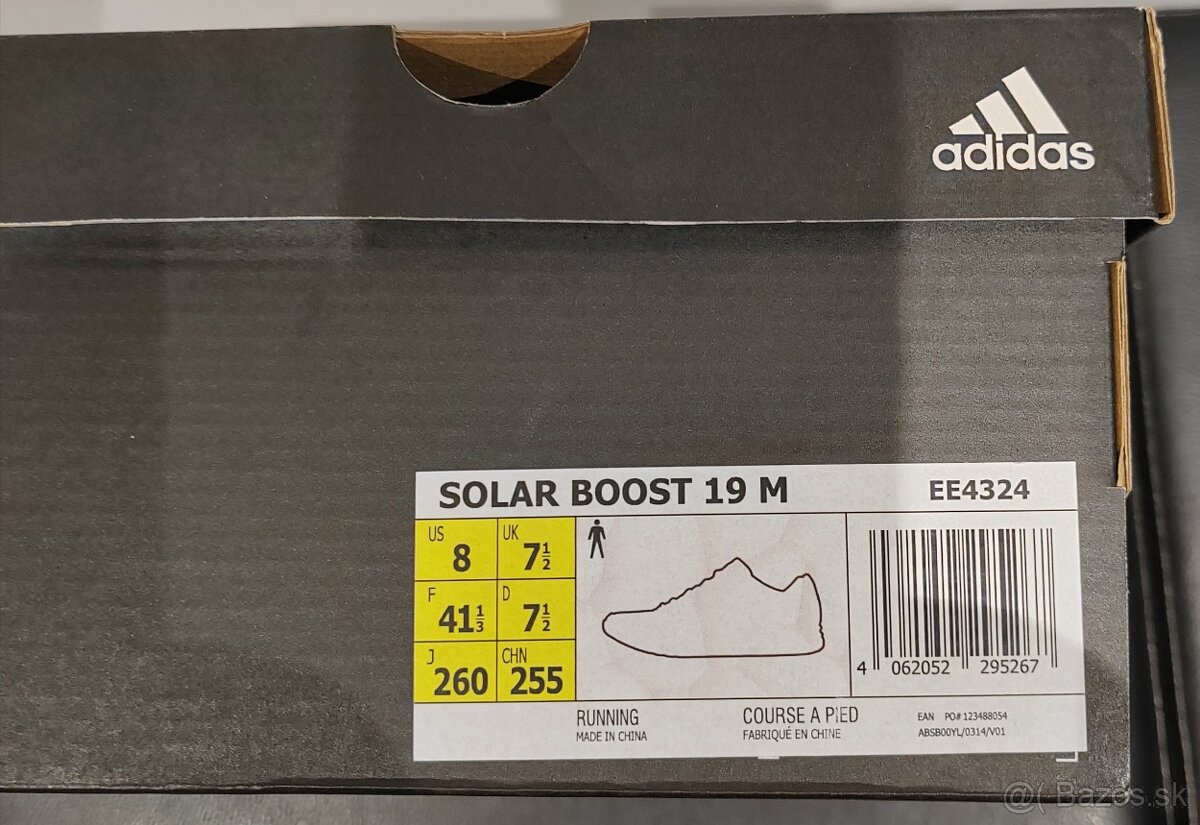 adidas
SOLAR BOOST 19 M EE4324
US 8 UK 7½
F 41⅓ D 7½
J 260 CHN 255
4 062052 295267
RUNNING COURSE A PIED EAN PO# 123488054
MADE IN CHINA FABRIQUÉ EN CHINE ABSB00YL/0314/V01
@( Bazos.sk